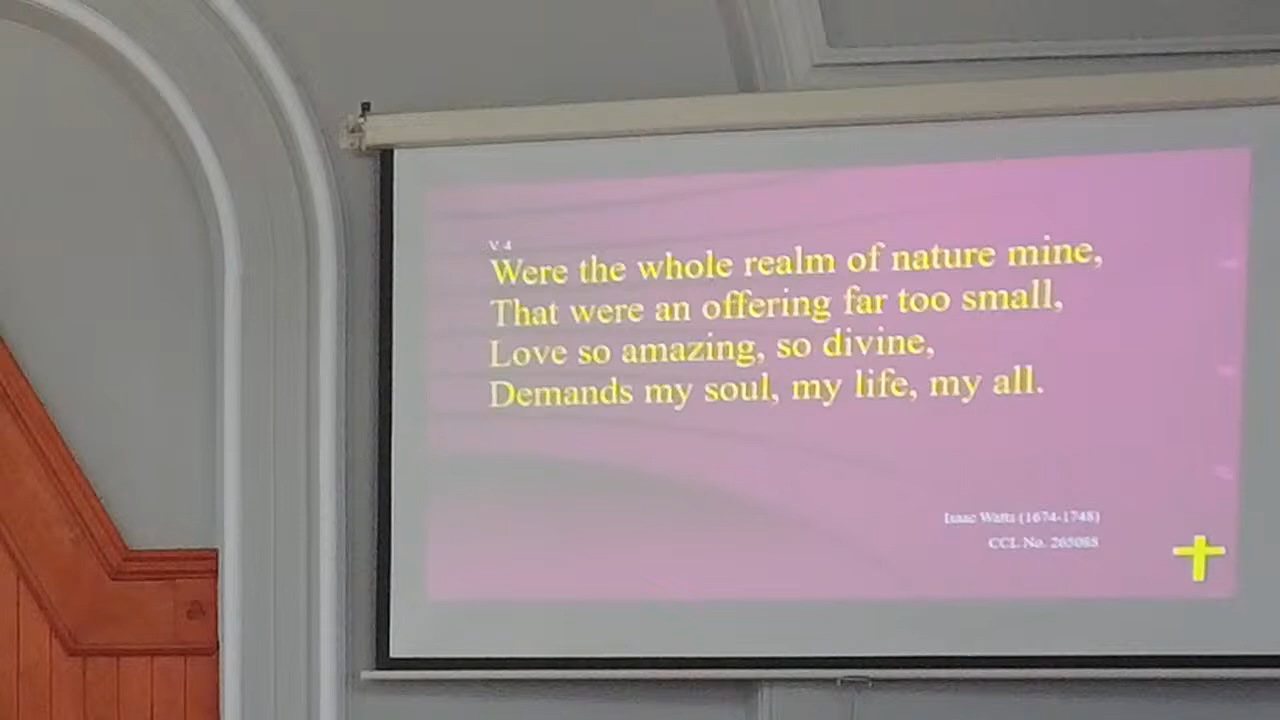 V. 4
Were the whole realm of nature mine,
That were an offering far too small,
Love so amazing, so divine,
Demands my soul, my life, my all.
Isaac Watts (1674-1748)
CCL No.